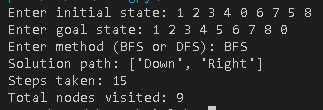 Enter initial state: 1 2 3 4 0 6 7 5 8
Enter goal state: 1 2 3 4 5 6 7 8 0
Enter method (BFS or DFS): BFS
Solution path: ['Down', 'Right']
Steps taken: 15
Total nodes visited: 9